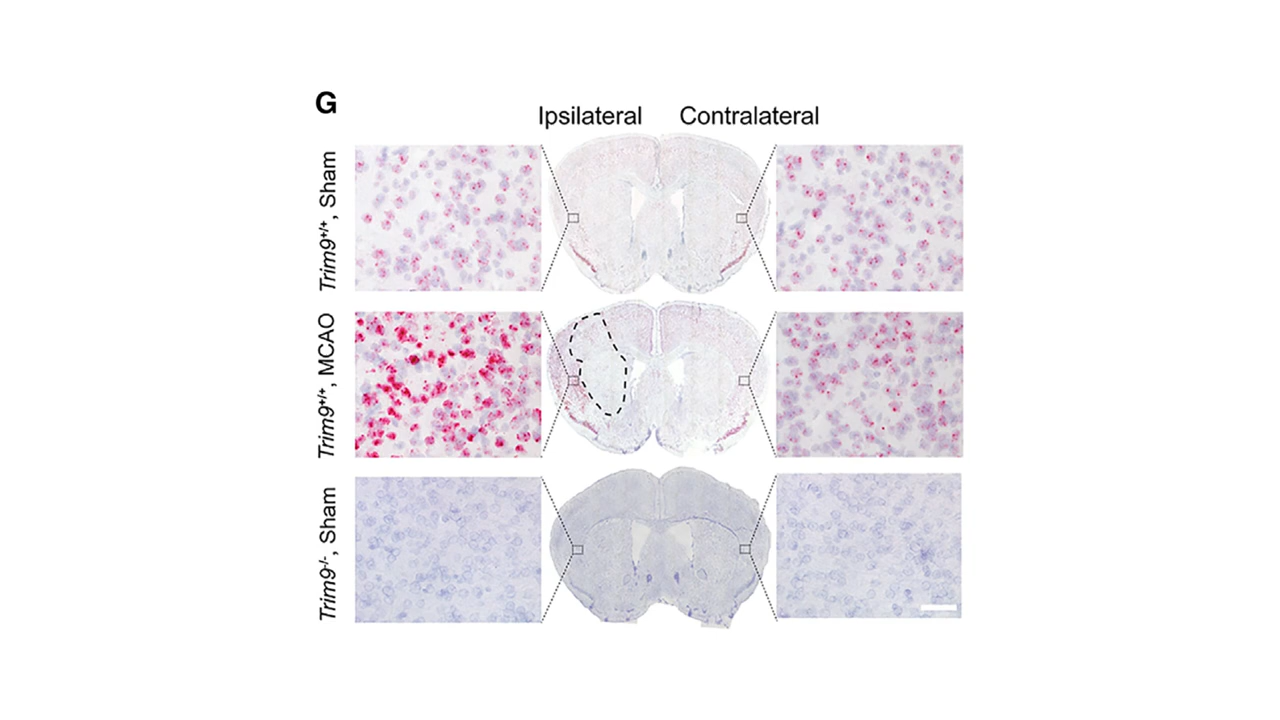 G
Ipsilateral Contralateral
Trim9+/+, Sham
Trim9+/+, MCAO
Trim9-/-, Sham